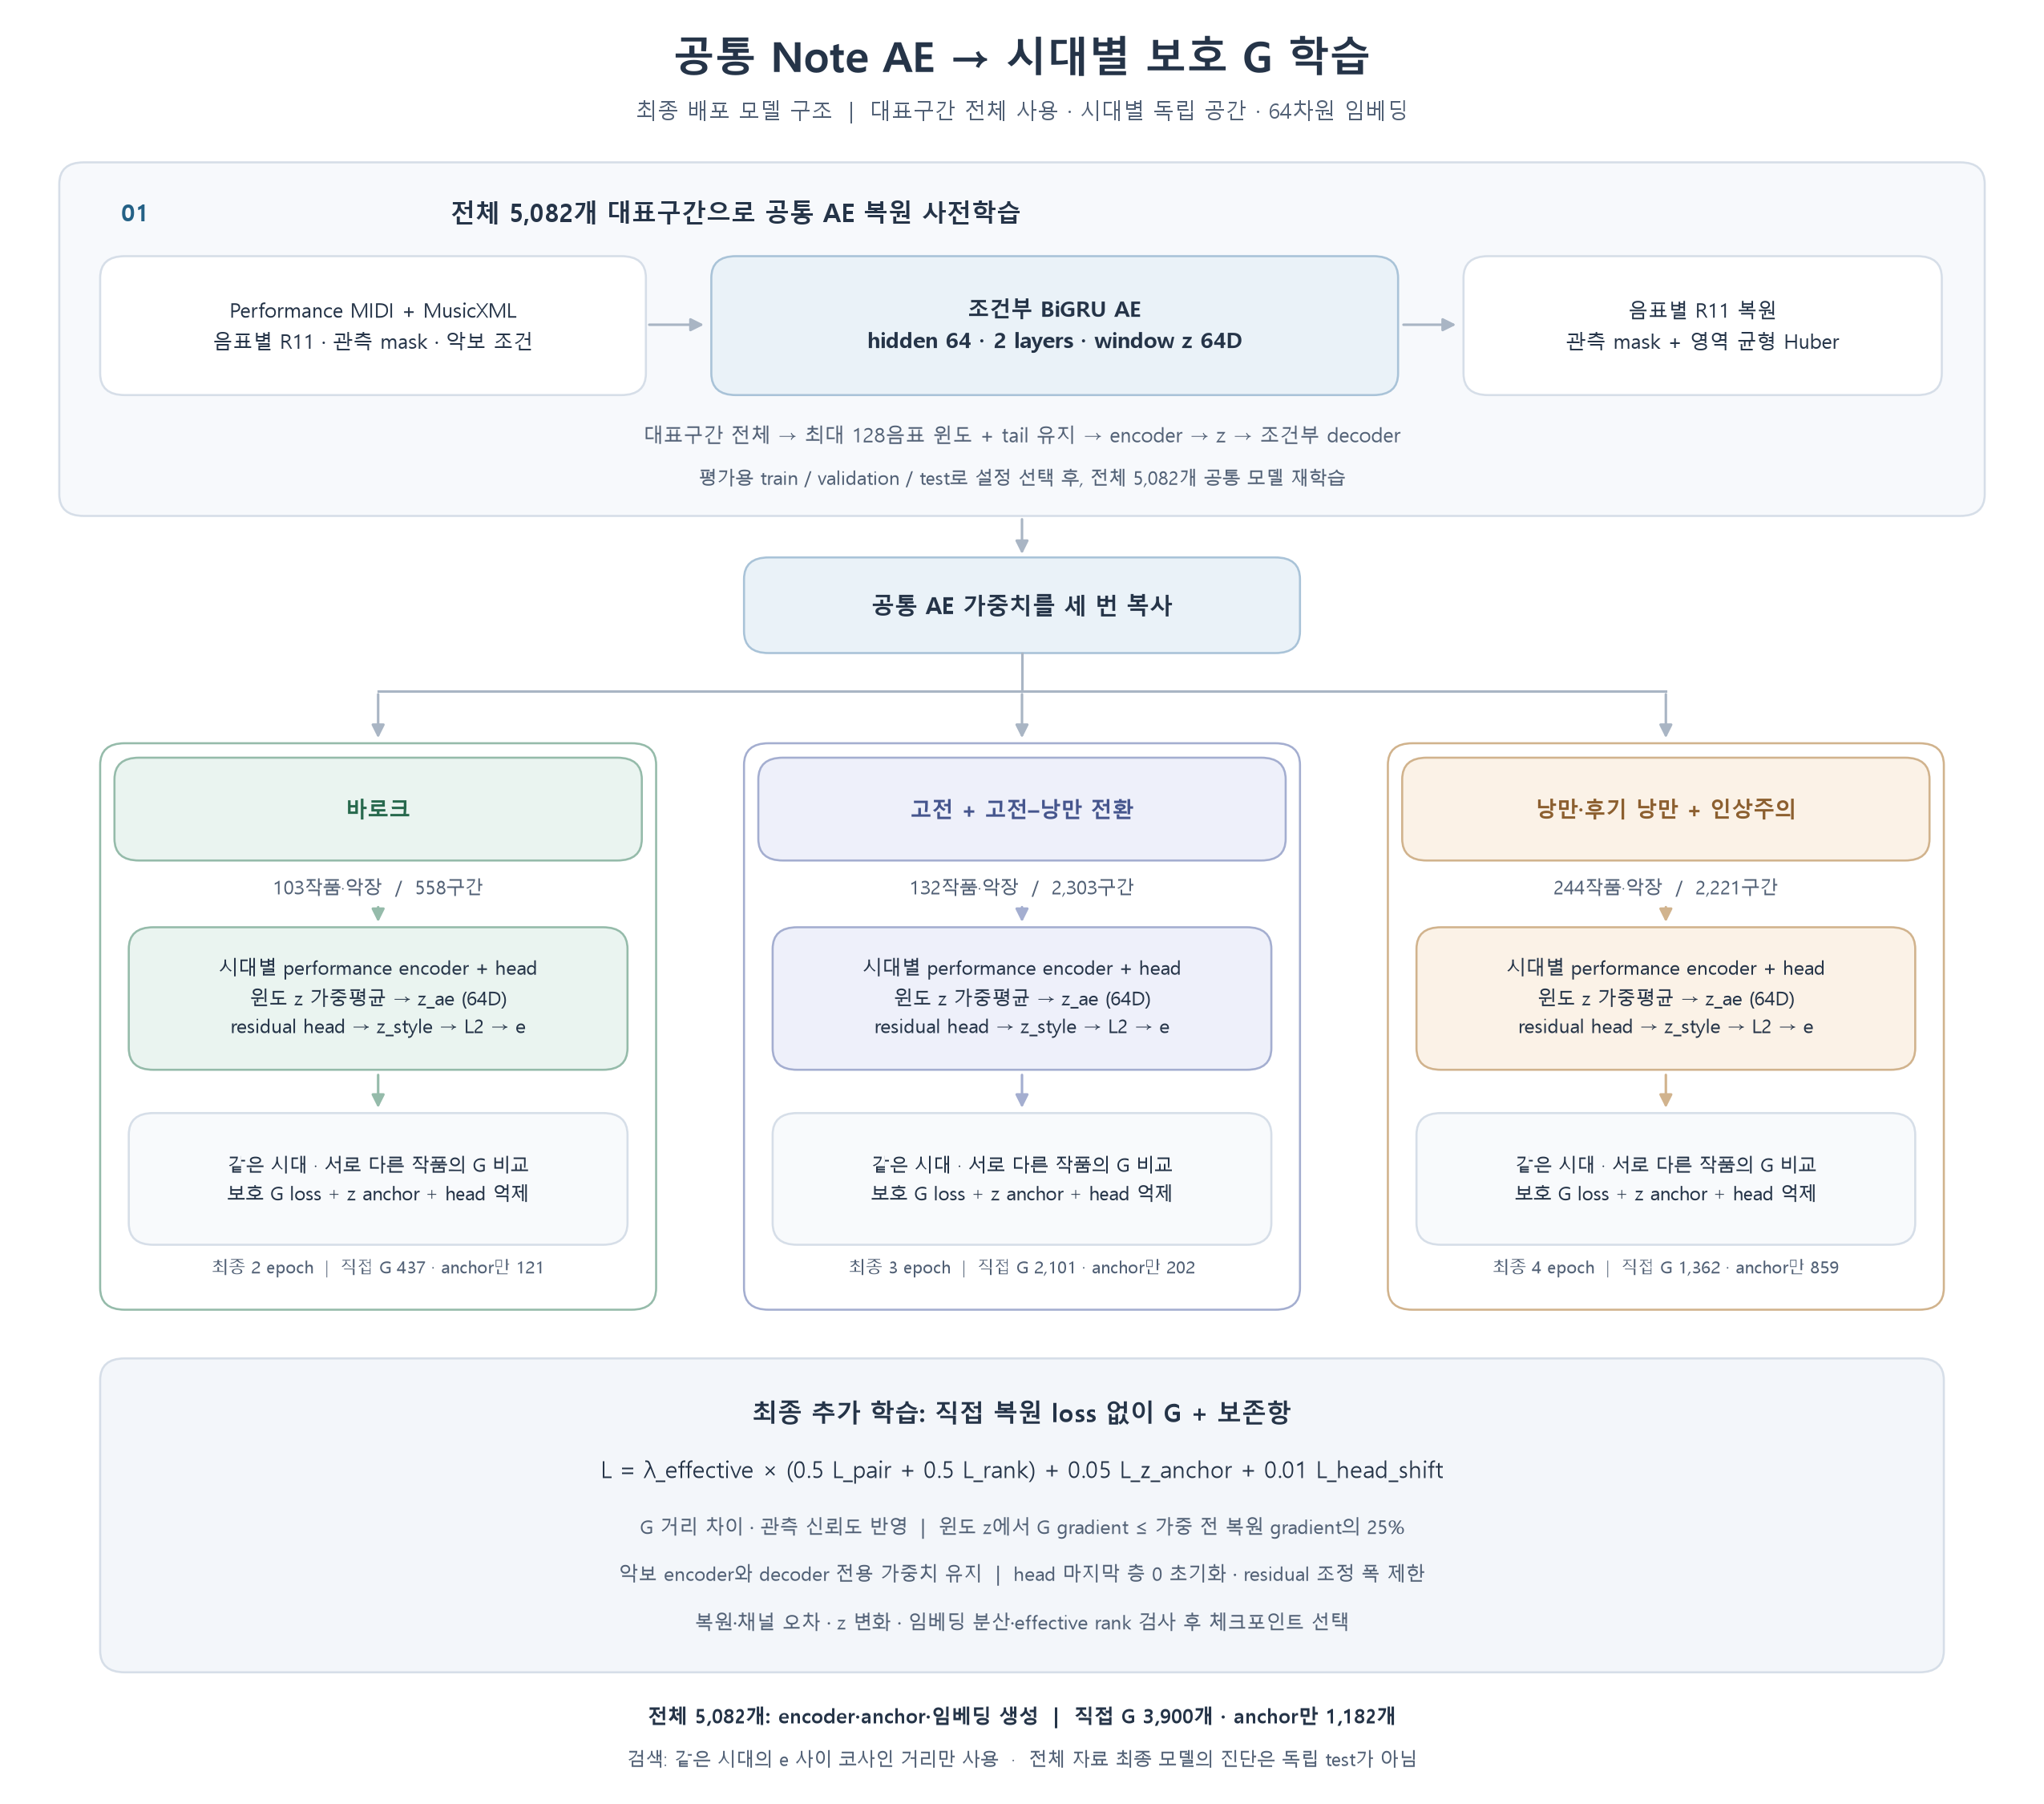 공통 Note AE → 시대별 보호 G 학습
최종 배포 모델 구조 | 대표구간 전체 사용 · 시대별 독립 공간 · 64차원 임베딩
01
전체 5,082개 대표구간으로 공통 AE 복원 사전학습
Performance MIDI + MusicXML
음표별 R11 · 관측 mask · 악보 조건
조건부 BiGRU AE
hidden 64 · 2 layers · window z 64D
음표별 R11 복원
관측 mask + 영역 균형 Huber
대표구간 전체 → 최대 128음표 윈도 + tail 유지 → encoder → z → 조건부 decoder
평가용 train / validation / test로 설정 선택 후, 전체 5,082개 공통 모델 재학습
공통 AE 가중치를 세 번 복사
바로크
103작품·악장 / 558구간
시대별 performance encoder + head
윈도 z 가중평균 → z_ae (64D)
residual head → z_style → L2 → e
같은 시대 · 서로 다른 작품의 G 비교
보호 G loss + z anchor + head 억제
최종 2 epoch | 직접 G 437 · anchor만 121
고전 + 고전–낭만 전환
132작품·악장 / 2,303구간
시대별 performance encoder + head
윈도 z 가중평균 → z_ae (64D)
residual head → z_style → L2 → e
같은 시대 · 서로 다른 작품의 G 비교
보호 G loss + z anchor + head 억제
최종 3 epoch | 직접 G 2,101 · anchor만 202
낭만·후기 낭만 + 인상주의
244작품·악장 / 2,221구간
시대별 performance encoder + head
윈도 z 가중평균 → z_ae (64D)
residual head → z_style → L2 → e
같은 시대 · 서로 다른 작품의 G 비교
보호 G loss + z anchor + head 억제
최종 4 epoch | 직접 G 1,362 · anchor만 859
최종 추가 학습: 직접 복원 loss 없이 G + 보존항
L = λ_effective × (0.5 L_pair + 0.5 L_rank) + 0.05 L_z_anchor + 0.01 L_head_shift
G 거리 차이 · 관측 신뢰도 반영 | 윈도 z에서 G gradient ≤ 가중 전 복원 gradient의 25%
악보 encoder와 decoder 전용 가중치 유지 | head 마지막 층 0 초기화 · residual 조정 폭 제한
복원·채널 오차 · z 변화 · 임베딩 분산·effective rank 검사 후 체크포인트 선택
전체 5,082개: encoder·anchor·임베딩 생성 | 직접 G 3,900개 · anchor만 1,182개
검색: 같은 시대의 e 사이 코사인 거리만 사용 · 전체 자료 최종 모델의 진단은 독립 test가 아님